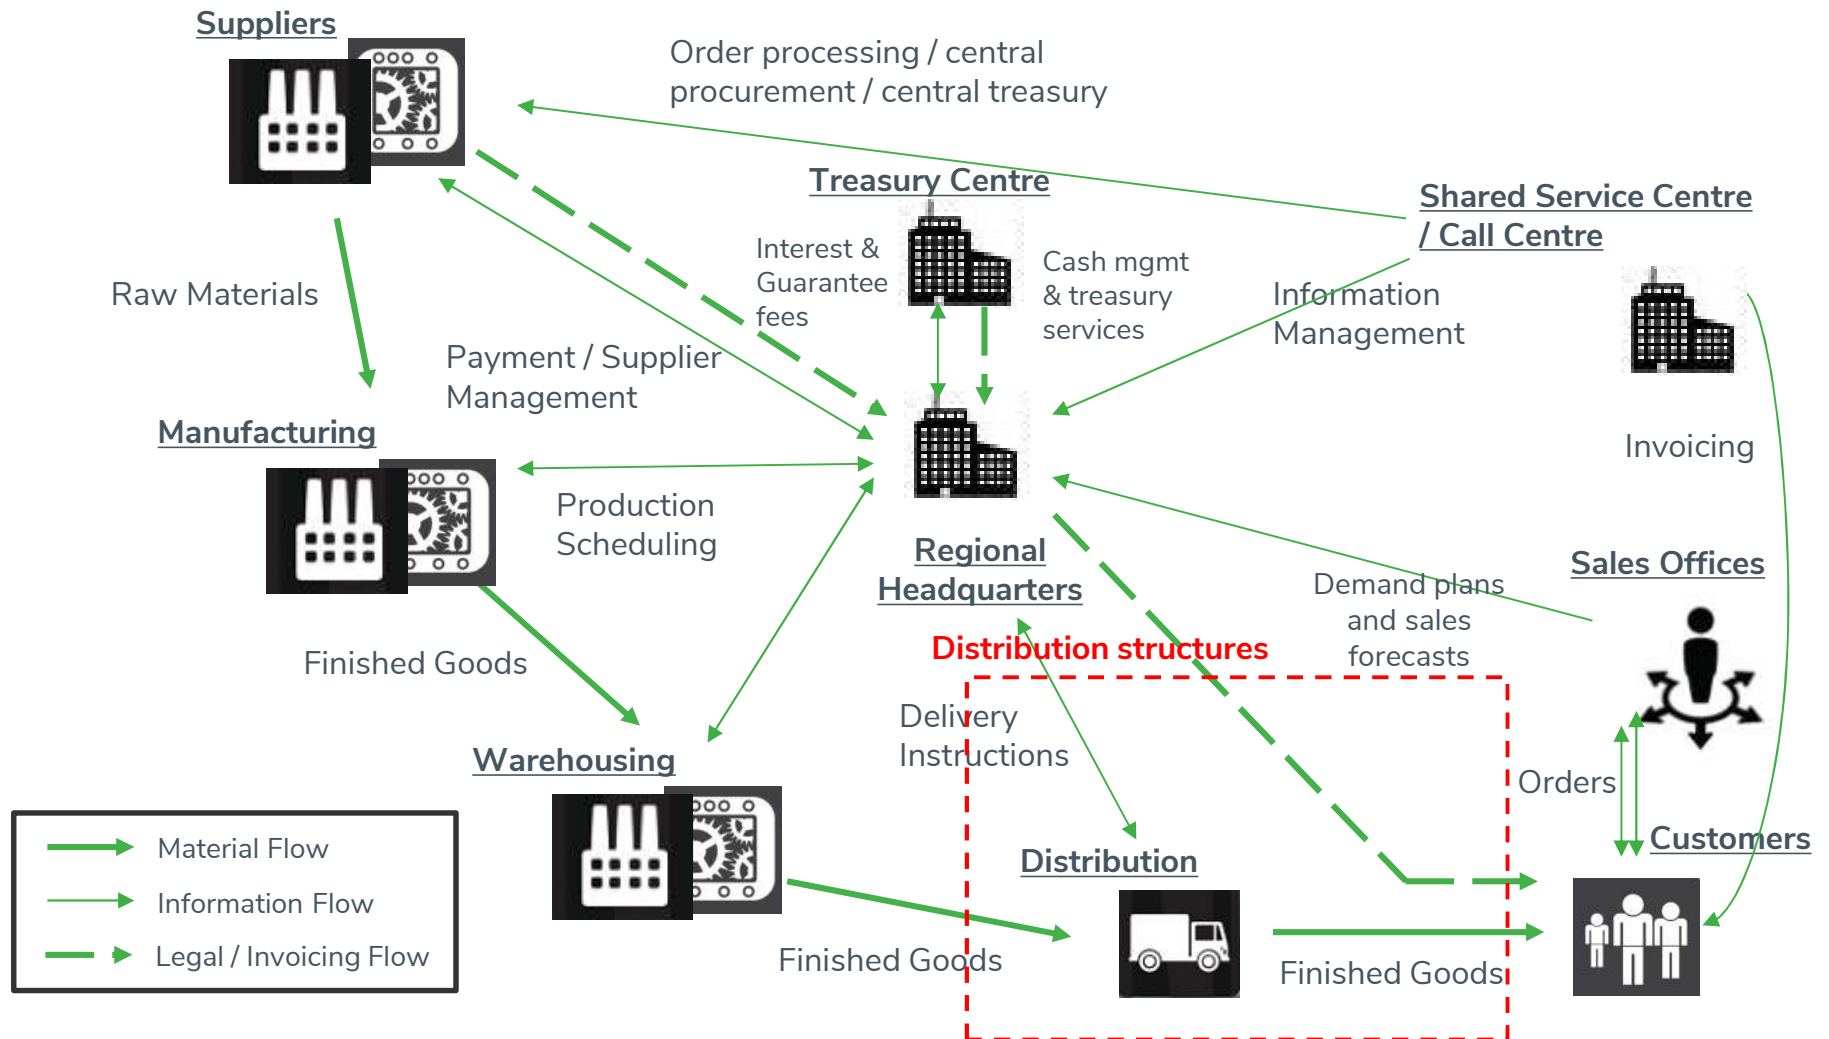 Suppliers
Order processing / central
procurement / central treasury
Treasury Centre
Shared Service Centre
/ Call Centre
Interest &
Guarantee
fees
Cash mgmt
& treasury
services
Raw Materials
Information
Management
Payment / Supplier
Management
Manufacturing
Invoicing
Production
Scheduling
Regional
Headquarters
Sales Offices
Demand plans
and sales
forecasts
Distribution structures
Finished Goods
Delivery
Instructions
Warehousing
Orders
Customers
Distribution
Finished Goods
Finished Goods
Material Flow
Information Flow
Legal / Invoicing Flow